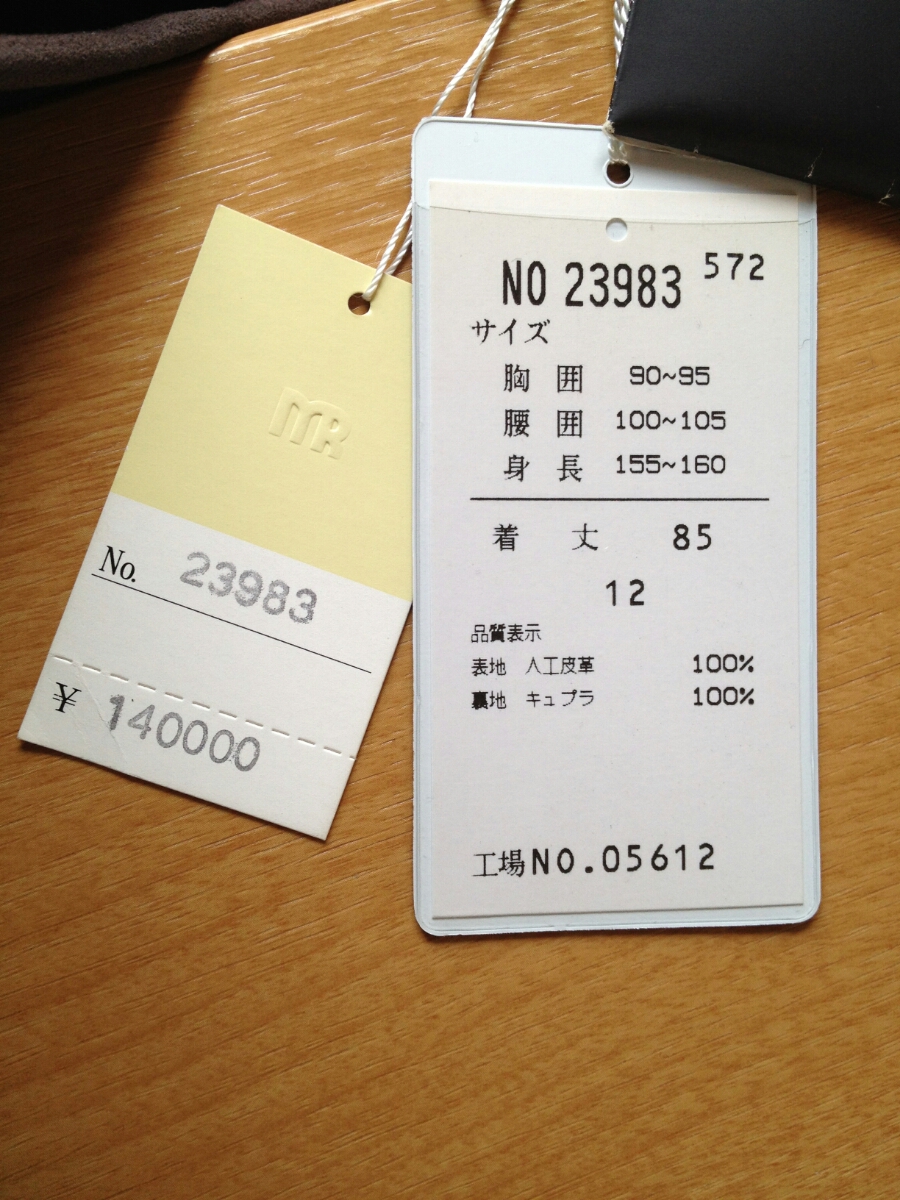 MR
No. 23983
¥ 140000
NO 23983 572
サイズ
胸囲 90~95
腰囲 100~105
身長 155~160
着丈 85
12
品質表示
表地 人工皮革 100%
裏地 キュプラ 100%
工場NO.05612